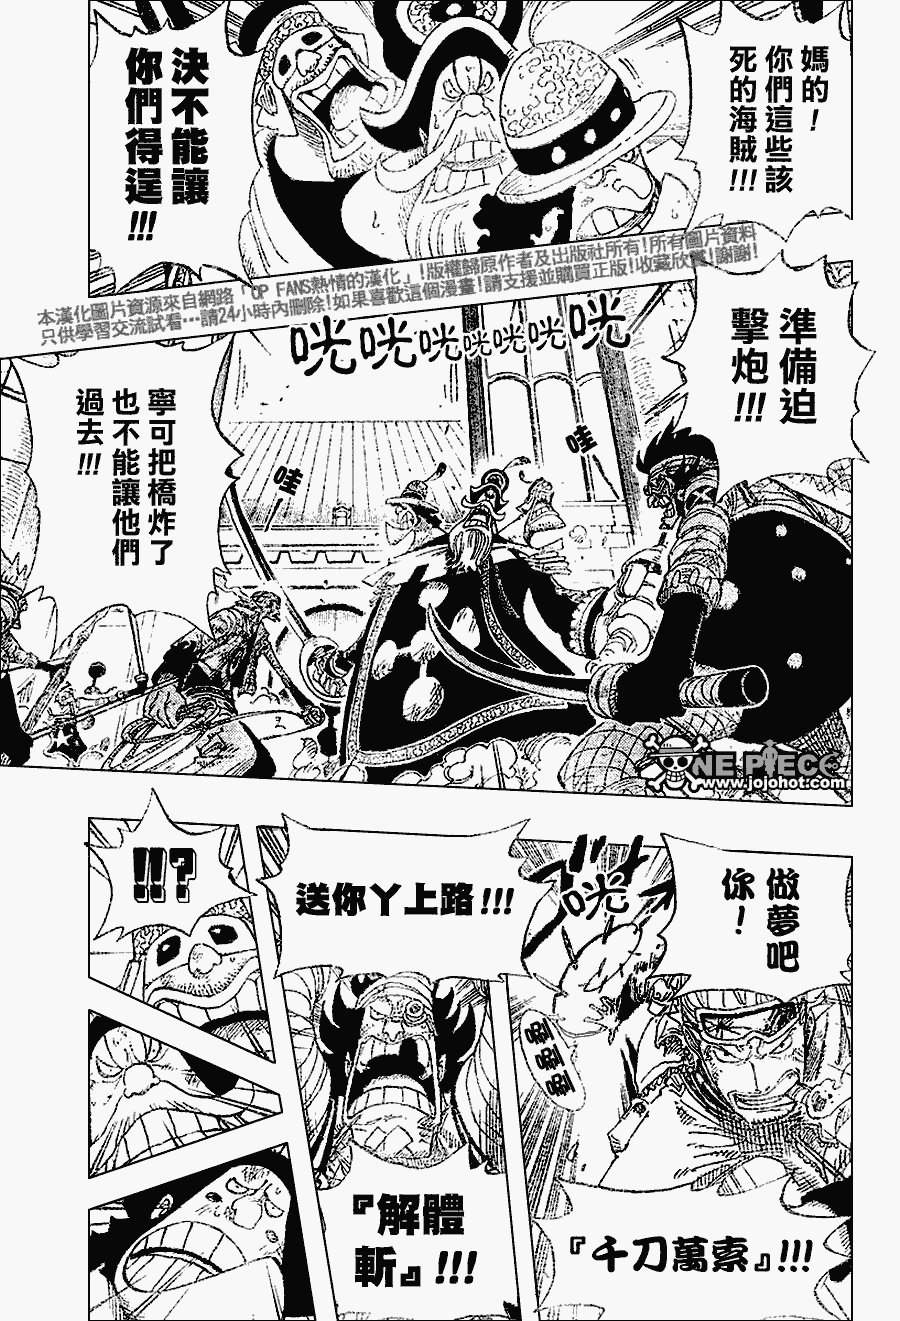 媽的！
你們這些該
死的海賊!!!
決不能讓
你們得逞
!!!
本漢化圖片資源來自網路「OP FANS熱情的漢化」!版權歸原作者及出版社所有!所有圖片資料
只供學習交流試看…請24小時內刪除!如果喜歡這個漫畫!請支援並購買正版!收藏欣賞!謝謝!
咣咣咣咣咣咣咣
準備迫
擊炮!!!
寧可把橋炸了
也不能讓他們
過去!!!
哇
哇
ONE PIECE
www.jojohot.com
做夢吧
你！
咣
送你丫上路!!!
!!?
『千刀萬索』!!!
『解體
斬』!!!